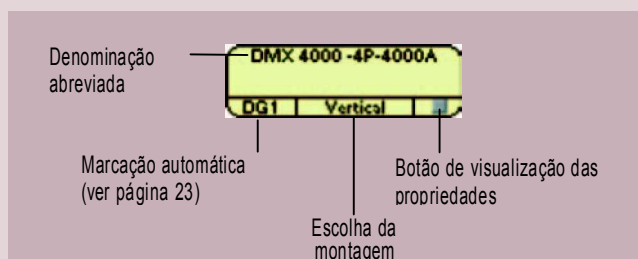 Denominação
abreviada
DMX 4000 -4P-4000A
DG1 Vertical
Marcação automática
(ver página 23)
Botão de visualização das
propriedades
Escolha da
montagem